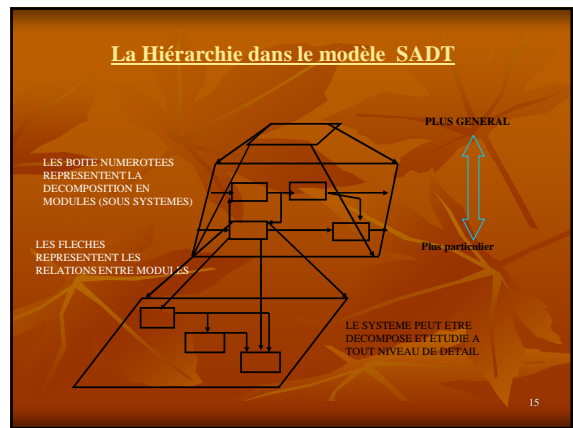 La Hiérarchie dans le modèle SADT
PLUS GENERAL
LES BOITE NUMEROTEES
REPRESENTENT LA
DECOMPOSITION EN
MODULES (SOUS SYSTEMES)
LES FLECHES
REPRESENTENT LES
RELATIONS ENTRE MODULES
Plus particulier
LE SYSTEME PEUT ETRE
DECOMPOSE ET ETUDIE A
TOUT NIVEAU DE DETAIL
15